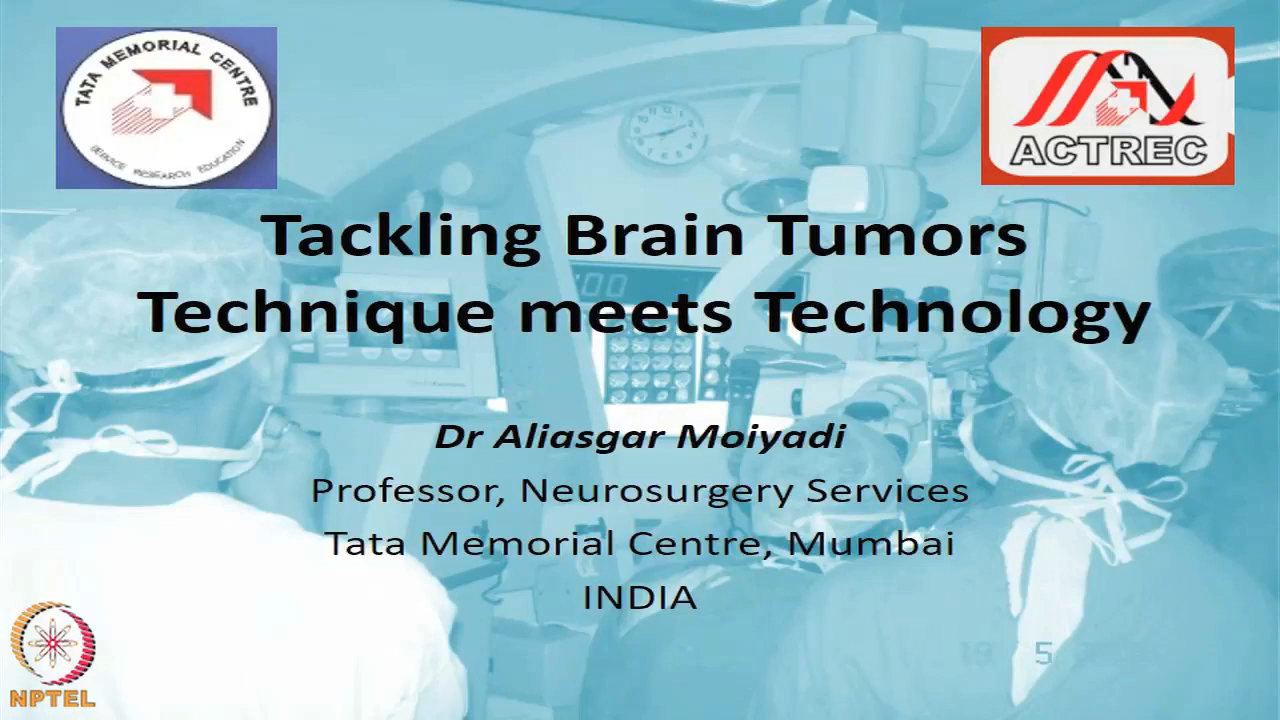 TATA MEMORIAL CENTRE
SERVICE RESEARCH EDUCATION
ACTREC
Tackling Brain Tumors
Technique meets Technology
Dr Aliasgar Moiyadi
Professor, Neurosurgery Services
Tata Memorial Centre, Mumbai
INDIA
NPTEL